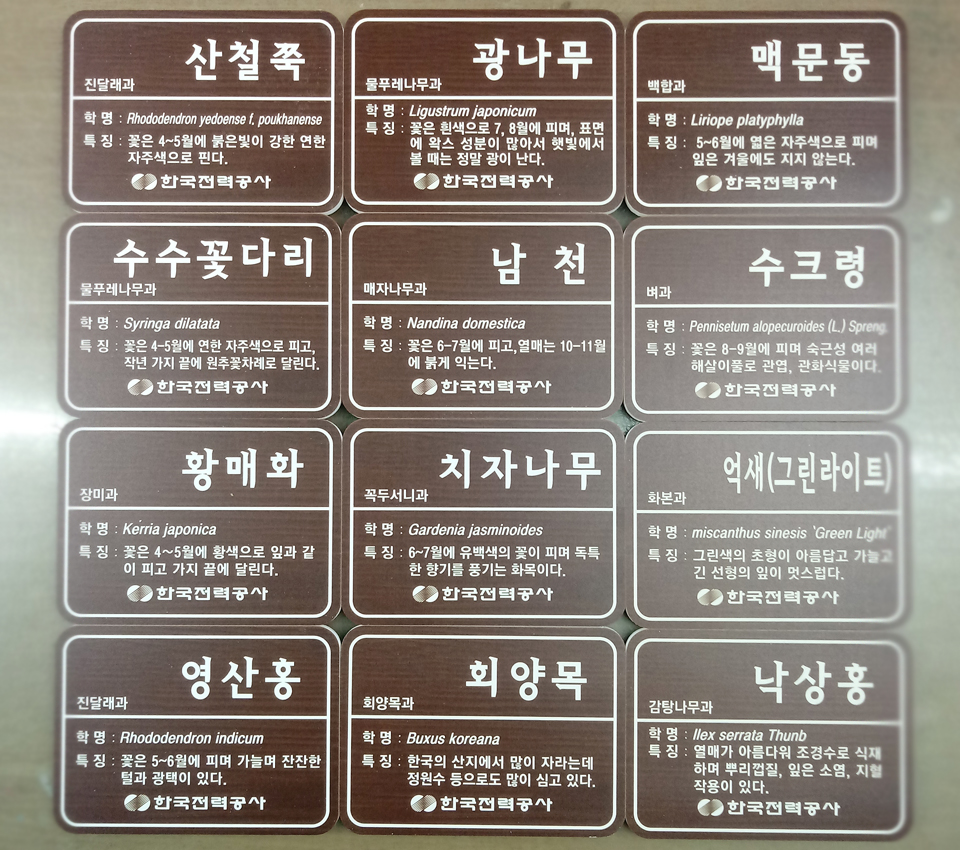 산철쭉
진달래과
학 명 : Rhododendron yedoense f. poukhanense
특 징 : 꽃은 4~5월에 붉은빛이 강한 연한
자주색으로 핀다.
한국전력공사
광나무
물푸레나무과
학 명 : Ligustrum japonicum
특 징 : 꽃은 흰색으로 7, 8월에 피며, 표면
에 왁스 성분이 많아서 햇빛에서
볼 때는 정말 광이 난다.
한국전력공사
맥문동
백합과
학 명 : Liriope platyphylla
특 징 : 5~6월에 엷은 자주색으로 피며
잎은 겨울에도 지지 않는다.
한국전력공사
수수꽃다리
물푸레나무과
학 명 : Syringa dilatata
특 징 : 꽃은 4-5월에 연한 자주색으로 피고,
작년 가지 끝에 원추꽃차례로 달린다.
한국전력공사
남 천
매자나무과
학 명 : Nandina domestica
특 징 : 꽃은 6-7월에 피고,열매는 10-11월
에 붉게 익는다.
한국전력공사
수크령
벼과
학 명 : Pennisetum alopecuroides (L.) Spreng.
특 징 : 꽃은 8-9월에 피며 숙근성 여러
해살이풀로 관엽, 관화식물이다.
한국전력공사
황매화
장미과
학 명 : Kerria japonica
특 징 : 꽃은 4~5월에 황색으로 잎과 같
이 피고 가지 끝에 달린다.
한국전력공사
치자나무
꼭두서니과
학 명 : Gardenia jasminoides
특 징 : 6~7월에 유백색의 꽃이 피며 독특
한 향기를 풍기는 화목이다.
한국전력공사
억새(그린라이트)
화본과
학 명 : miscanthus sinesis 'Green Light'
특 징 : 그린색의 초형이 아름답고 가늘고
긴 선형의 잎이 멋스럽다.
한국전력공사
영산홍
진달래과
학 명 : Rhododendron indicum
특 징 : 꽃은 5~6월에 피며 가늘며 잔잔한
털과 광택이 있다.
한국전력공사
회양목
회양목과
학 명 : Buxus koreana
특 징 : 한국의 산지에서 많이 자라는데
정원수 등으로도 많이 심고 있다.
한국전력공사
낙상홍
감탕나무과
학 명 : Ilex serrata Thunb
특 징 : 열매가 아름다워 조경수로 식재
하며 뿌리껍질, 잎은 소염, 지혈
작용이 있다.
한국전력공사